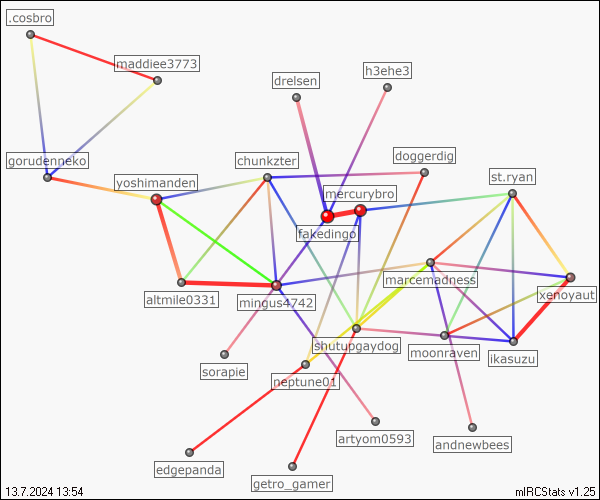 .cosbro
maddiee3773
h3ehe3
drelsen
doggerdig
gorudenneko
chunkzter
st.ryan
yoshimanden
mercurybro
fakedingo
marcemadness
xenoyaut
altmile0331
mingus4742
shutupgaydog
moonraven
ikasuzu
sorapie
neptune01
artyom0593
andnewbees
edgepanda
getro_gamer
13.7.2024 13:54
mIRCStats v1.25